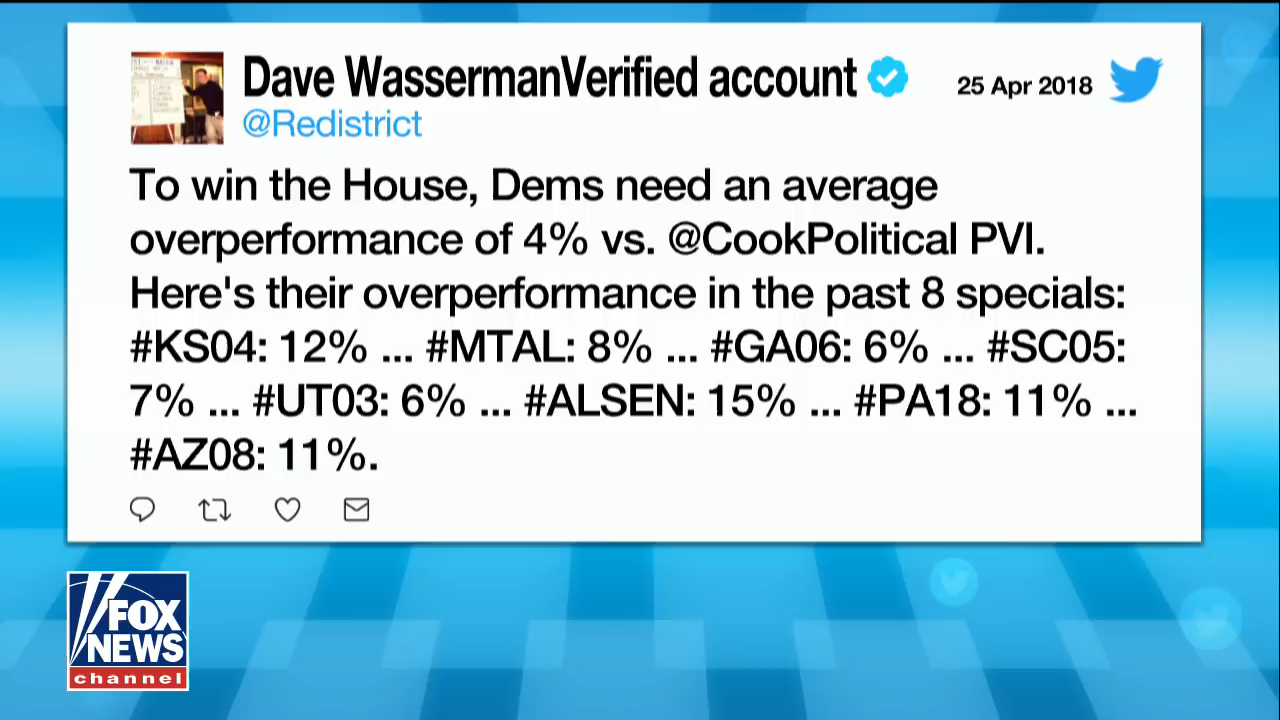 Dave WassermanVerified account
25 Apr 2018
@Redistrict
To win the House, Dems need an average
overperformance of 4% vs. @CookPolitical PVI.
Here's their overperformance in the past 8 specials:
#KS04: 12% ... #MTAL: 8% ... #GA06: 6% ... #SC05:
7% ... #UT03: 6% ... #ALSEN: 15% ... #PA18: 11% ...
#AZ08: 11%.
FOX
NEWS
channel